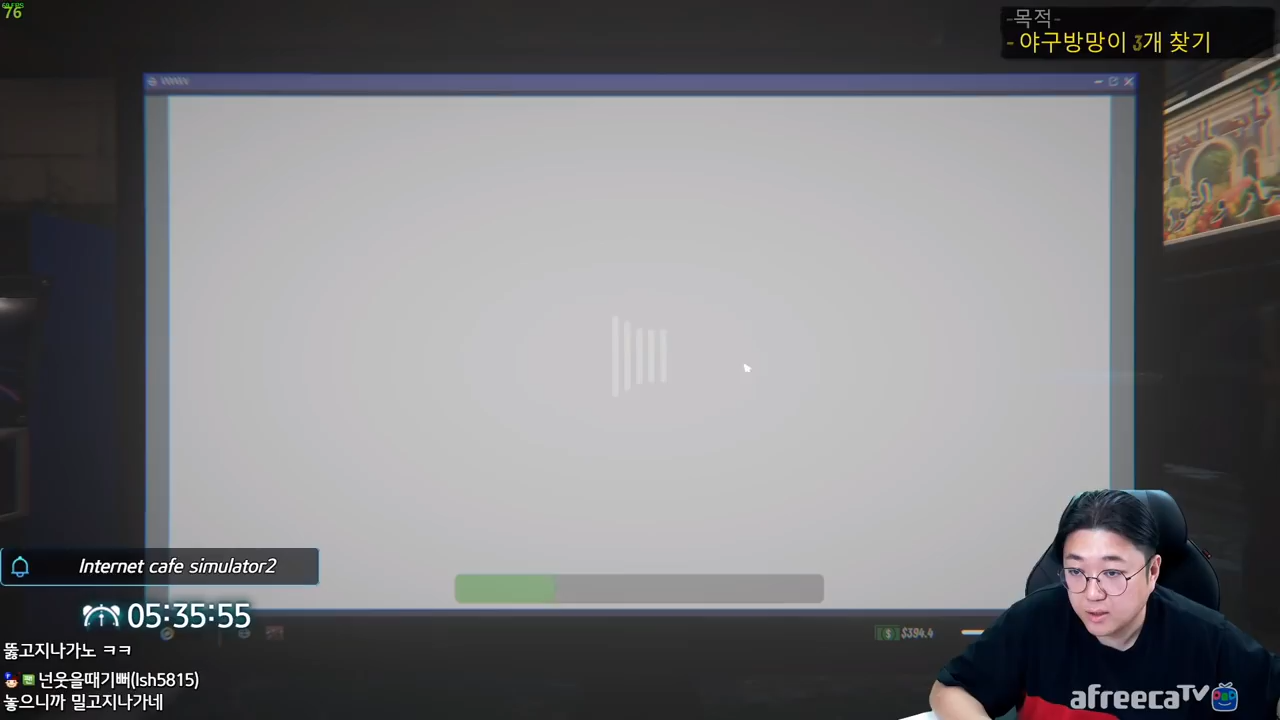 76
-목적-
- 야구방망이 3개 찾기
www
Internet cafe simulator2
05:35:55
$394.4
뚫고지나가노 ㅋㅋ
넌웃을때기뻐(lsh5815)
놓으니까 밀고지나가네
afreecaTV